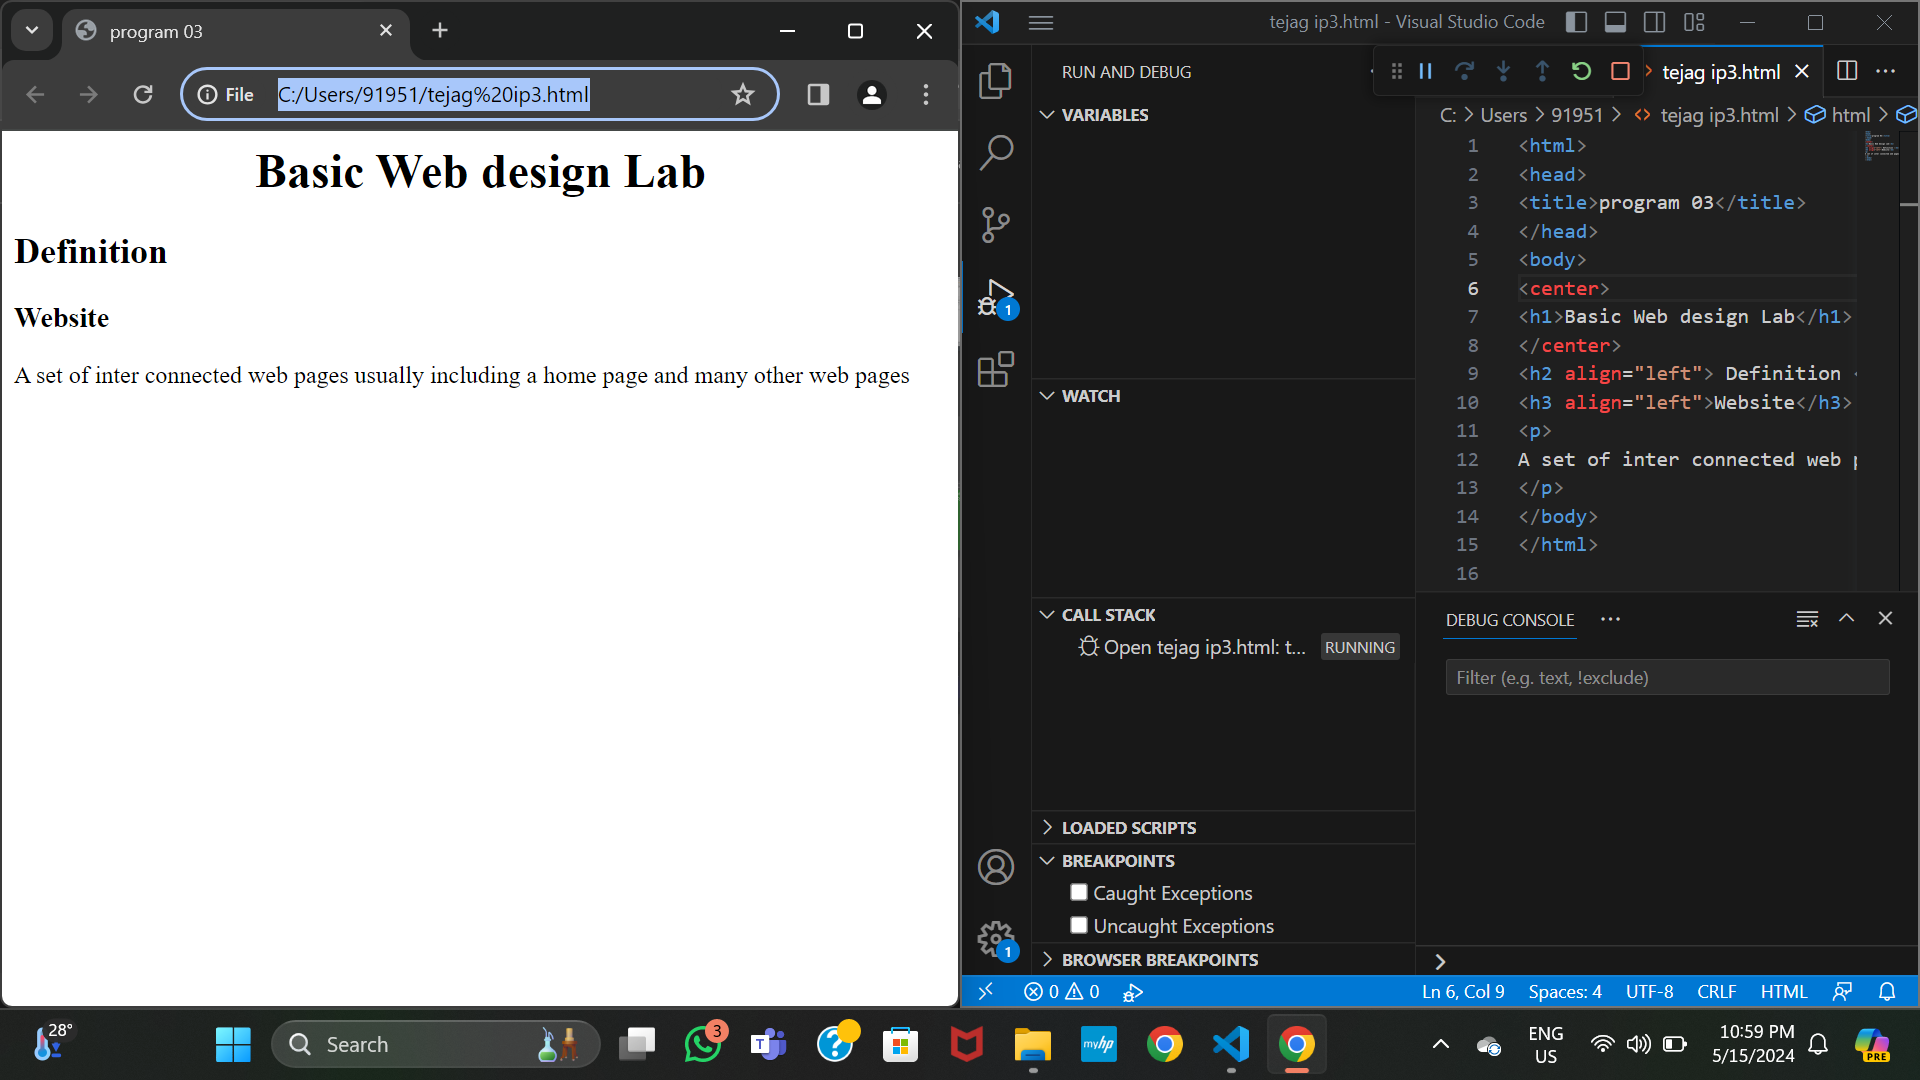 program 03
File C:/Users/91951/tejag%20ip3.html
Basic Web design Lab
Definition
Website
A set of inter connected web pages usually including a home page and many other web pages
tejag ip3.html - Visual Studio Code
RUN AND DEBUG
tejag ip3.html
C: > Users > 91951 > tejag ip3.html > html >
VARIABLES
WATCH
CALL STACK
Open tejag ip3.html: t... RUNNING
LOADED SCRIPTS
BREAKPOINTS
Caught Exceptions
Uncaught Exceptions
BROWSER BREAKPOINTS
1
1
1 <html>
2 <head>
3 <title>program 03</title>
4 </head>
5 <body>
6 <center>
7 <h1>Basic Web design Lab</h1>
8 </center>
9 <h2 align="left"> Definition <
10 <h3 align="left">Website</h3>
11 <p>
12 A set of inter connected web p
13 </p>
14 </body>
15 </html>
16
DEBUG CONSOLE
Filter (e.g. text, !exclude)
0 0
Ln 6, Col 9 Spaces: 4 UTF-8 CRLF HTML
28°
Search
3
T
?
myhp
ENG
US
10:59 PM
5/15/2024
PRE